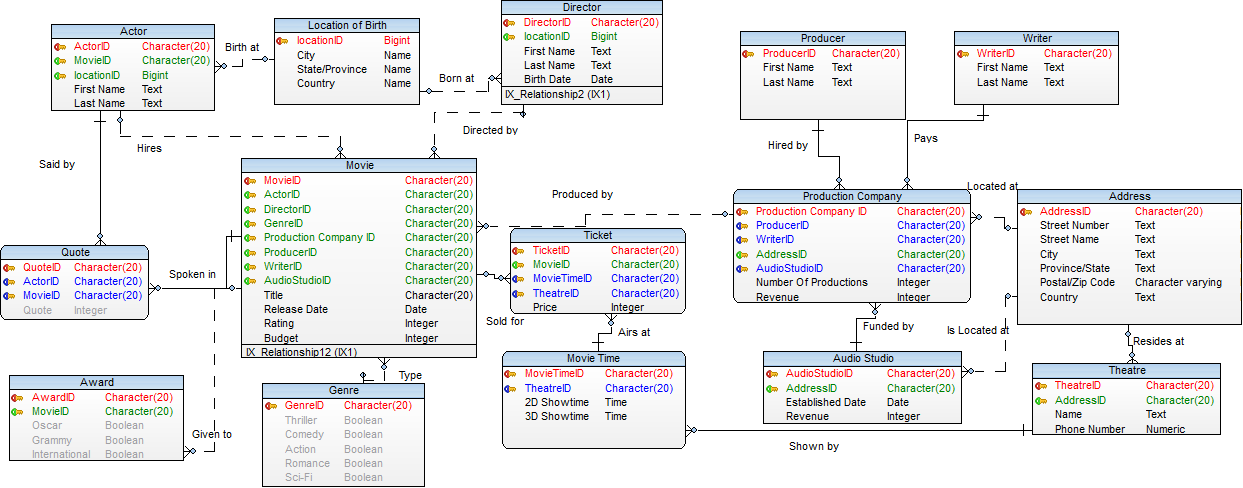 Actor
ActorID Character(20)
MovieID Character(20)
locationID Bigint
First Name Text
Last Name Text
Birth at
Location of Birth
locationID Bigint
City Name
State/Province Name
Country Name
Born at
Director
DirectorID Character(20)
locationID Bigint
First Name Text
Last Name Text
Birth Date Date
IX_Relationship2 (IX1)
Directed by
Producer
ProducerID Character(20)
First Name Text
Last Name Text
Writer
WriterID Character(20)
First Name Text
Last Name Text
Hired by
Pays
Said by
Hires
Movie
MovieID Character(20)
ActorID Character(20)
DirectorID Character(20)
GenreID Character(20)
Production Company ID Character(20)
ProducerID Character(20)
WriterID Character(20)
AudioStudioID Character(20)
Title Character(20)
Release Date Date
Rating Integer
Budget Integer
IX_Relationship12 (IX1)
Produced by
Production Company
Production Company ID Character(20)
ProducerID Character(20)
WriterID Character(20)
AddressID Character(20)
AudioStudioID Character(20)
Number Of Productions Integer
Revenue Integer
Located at
Address
AddressID Character(20)
Street Number Text
Street Name Text
City Text
Province/State Text
Postal/Zip Code Character varying
Country Text
Quote
QuoteID Character(20)
ActorID Character(20)
MovieID Character(20)
Quote Integer
Spoken in
Ticket
TicketID Character(20)
MovieID Character(20)
MovieTimeID Character(20)
TheatreID Character(20)
Price Integer
Sold for
Airs at
Funded by
Is Located at
Resides at
Movie Time
MovieTimeID Character(20)
TheatreID Character(20)
2D Showtime Time
3D Showtime Time
Audio Studio
AudioStudioID Character(20)
AddressID Character(20)
Established Date Date
Revenue Integer
Theatre
TheatreID Character(20)
AddressID Character(20)
Name Text
Phone Number Numeric
Shown by
Award
AwardID Character(20)
MovieID Character(20)
Oscar Boolean
Grammy Boolean
International Boolean
Given to
Type
Genre
GenreID Character(20)
Thriller Boolean
Comedy Boolean
Action Boolean
Romance Boolean
Sci-Fi Boolean